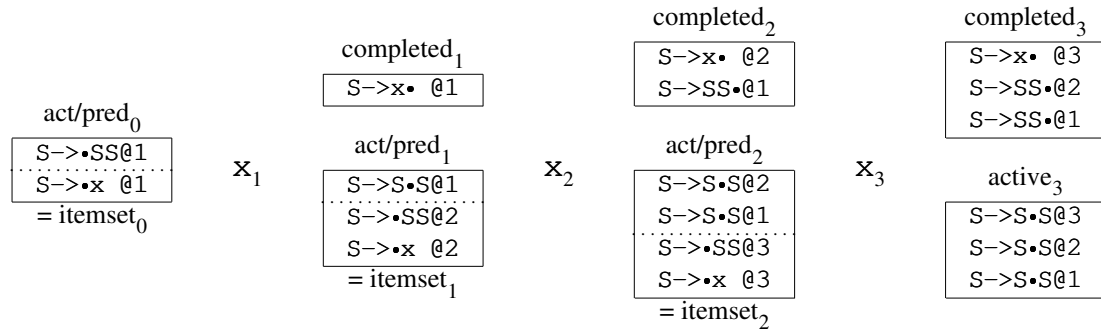 act/pred0
S−>•SS@1
S−>•x @1
= itemset0
x1
completed1
S−>x• @1
act/pred1
S−>S•S@1
S−>•SS@2
S−>•x @2
= itemset1
x2
completed2
S−>x• @2
S−>SS•@1
act/pred2
S−>S•S@2
S−>S•S@1
S−>•SS@3
S−>•x @3
= itemset2
x3
completed3
S−>x• @3
S−>SS•@2
S−>SS•@1
active3
S−>S•S@3
S−>S•S@2
S−>S•S@1